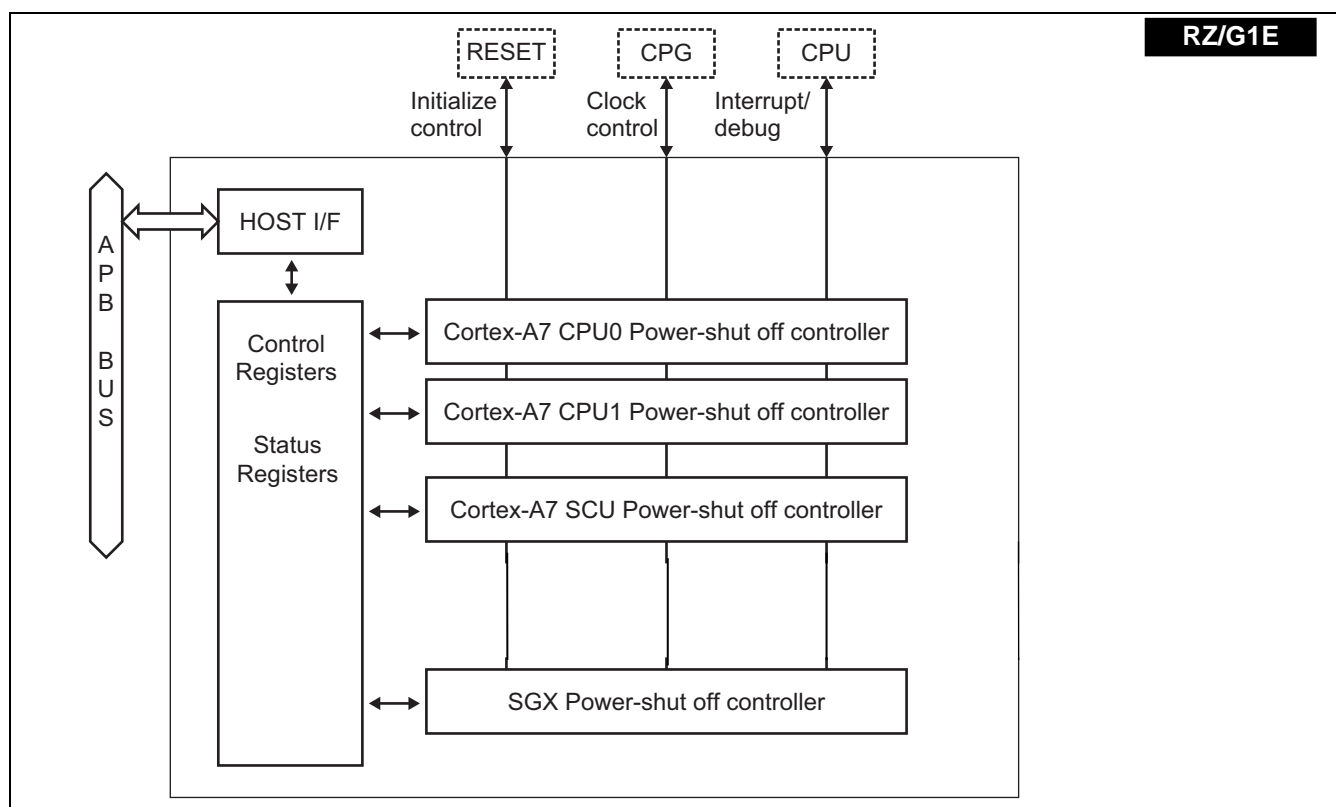 RZ/G1E
RESET
CPG
CPU
Initialize
control
Clock
control
Interrupt/
debug
APB BUS
HOST I/F
Control
Registers
Status
Registers
Cortex-A7 CPU0 Power-shut off controller
Cortex-A7 CPU1 Power-shut off controller
Cortex-A7 SCU Power-shut off controller
SGX Power-shut off controller